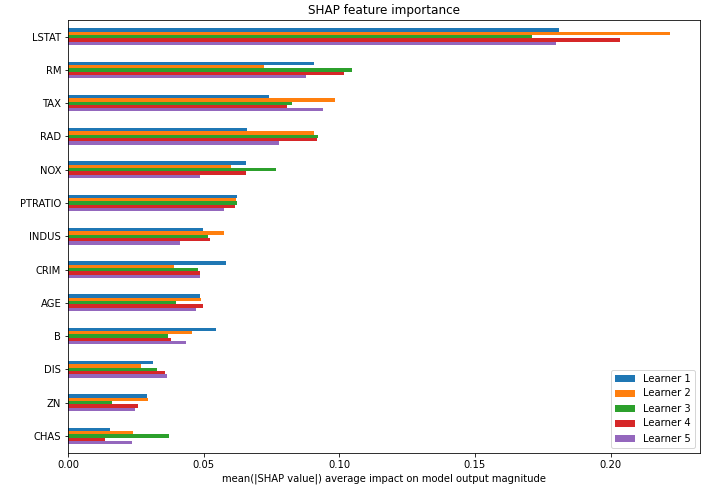 SHAP feature importance
LSTAT
RM
TAX
RAD
NOX
PTRATIO
INDUS
CRIM
AGE
B
DIS
ZN
CHAS
Learner 1
Learner 2
Learner 3
Learner 4
Learner 5
0.00 0.05 0.10 0.15 0.20
mean(|SHAP value|) average impact on model output magnitude